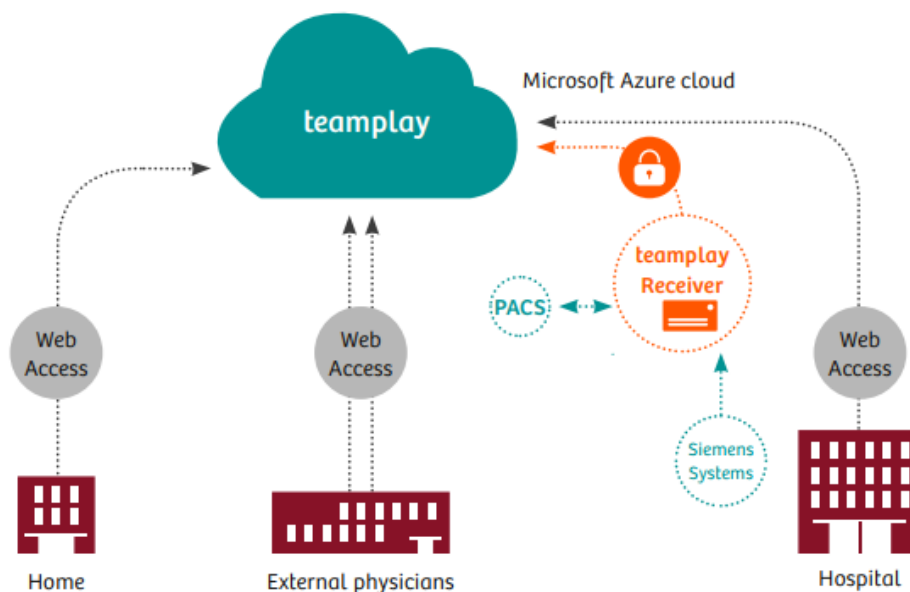 Microsoft Azure cloud
teamplay
teamplay
Receiver
PACS
Web
Access
Web
Access
Web
Access
Siemens
Systems
Home
External physicians
Hospital